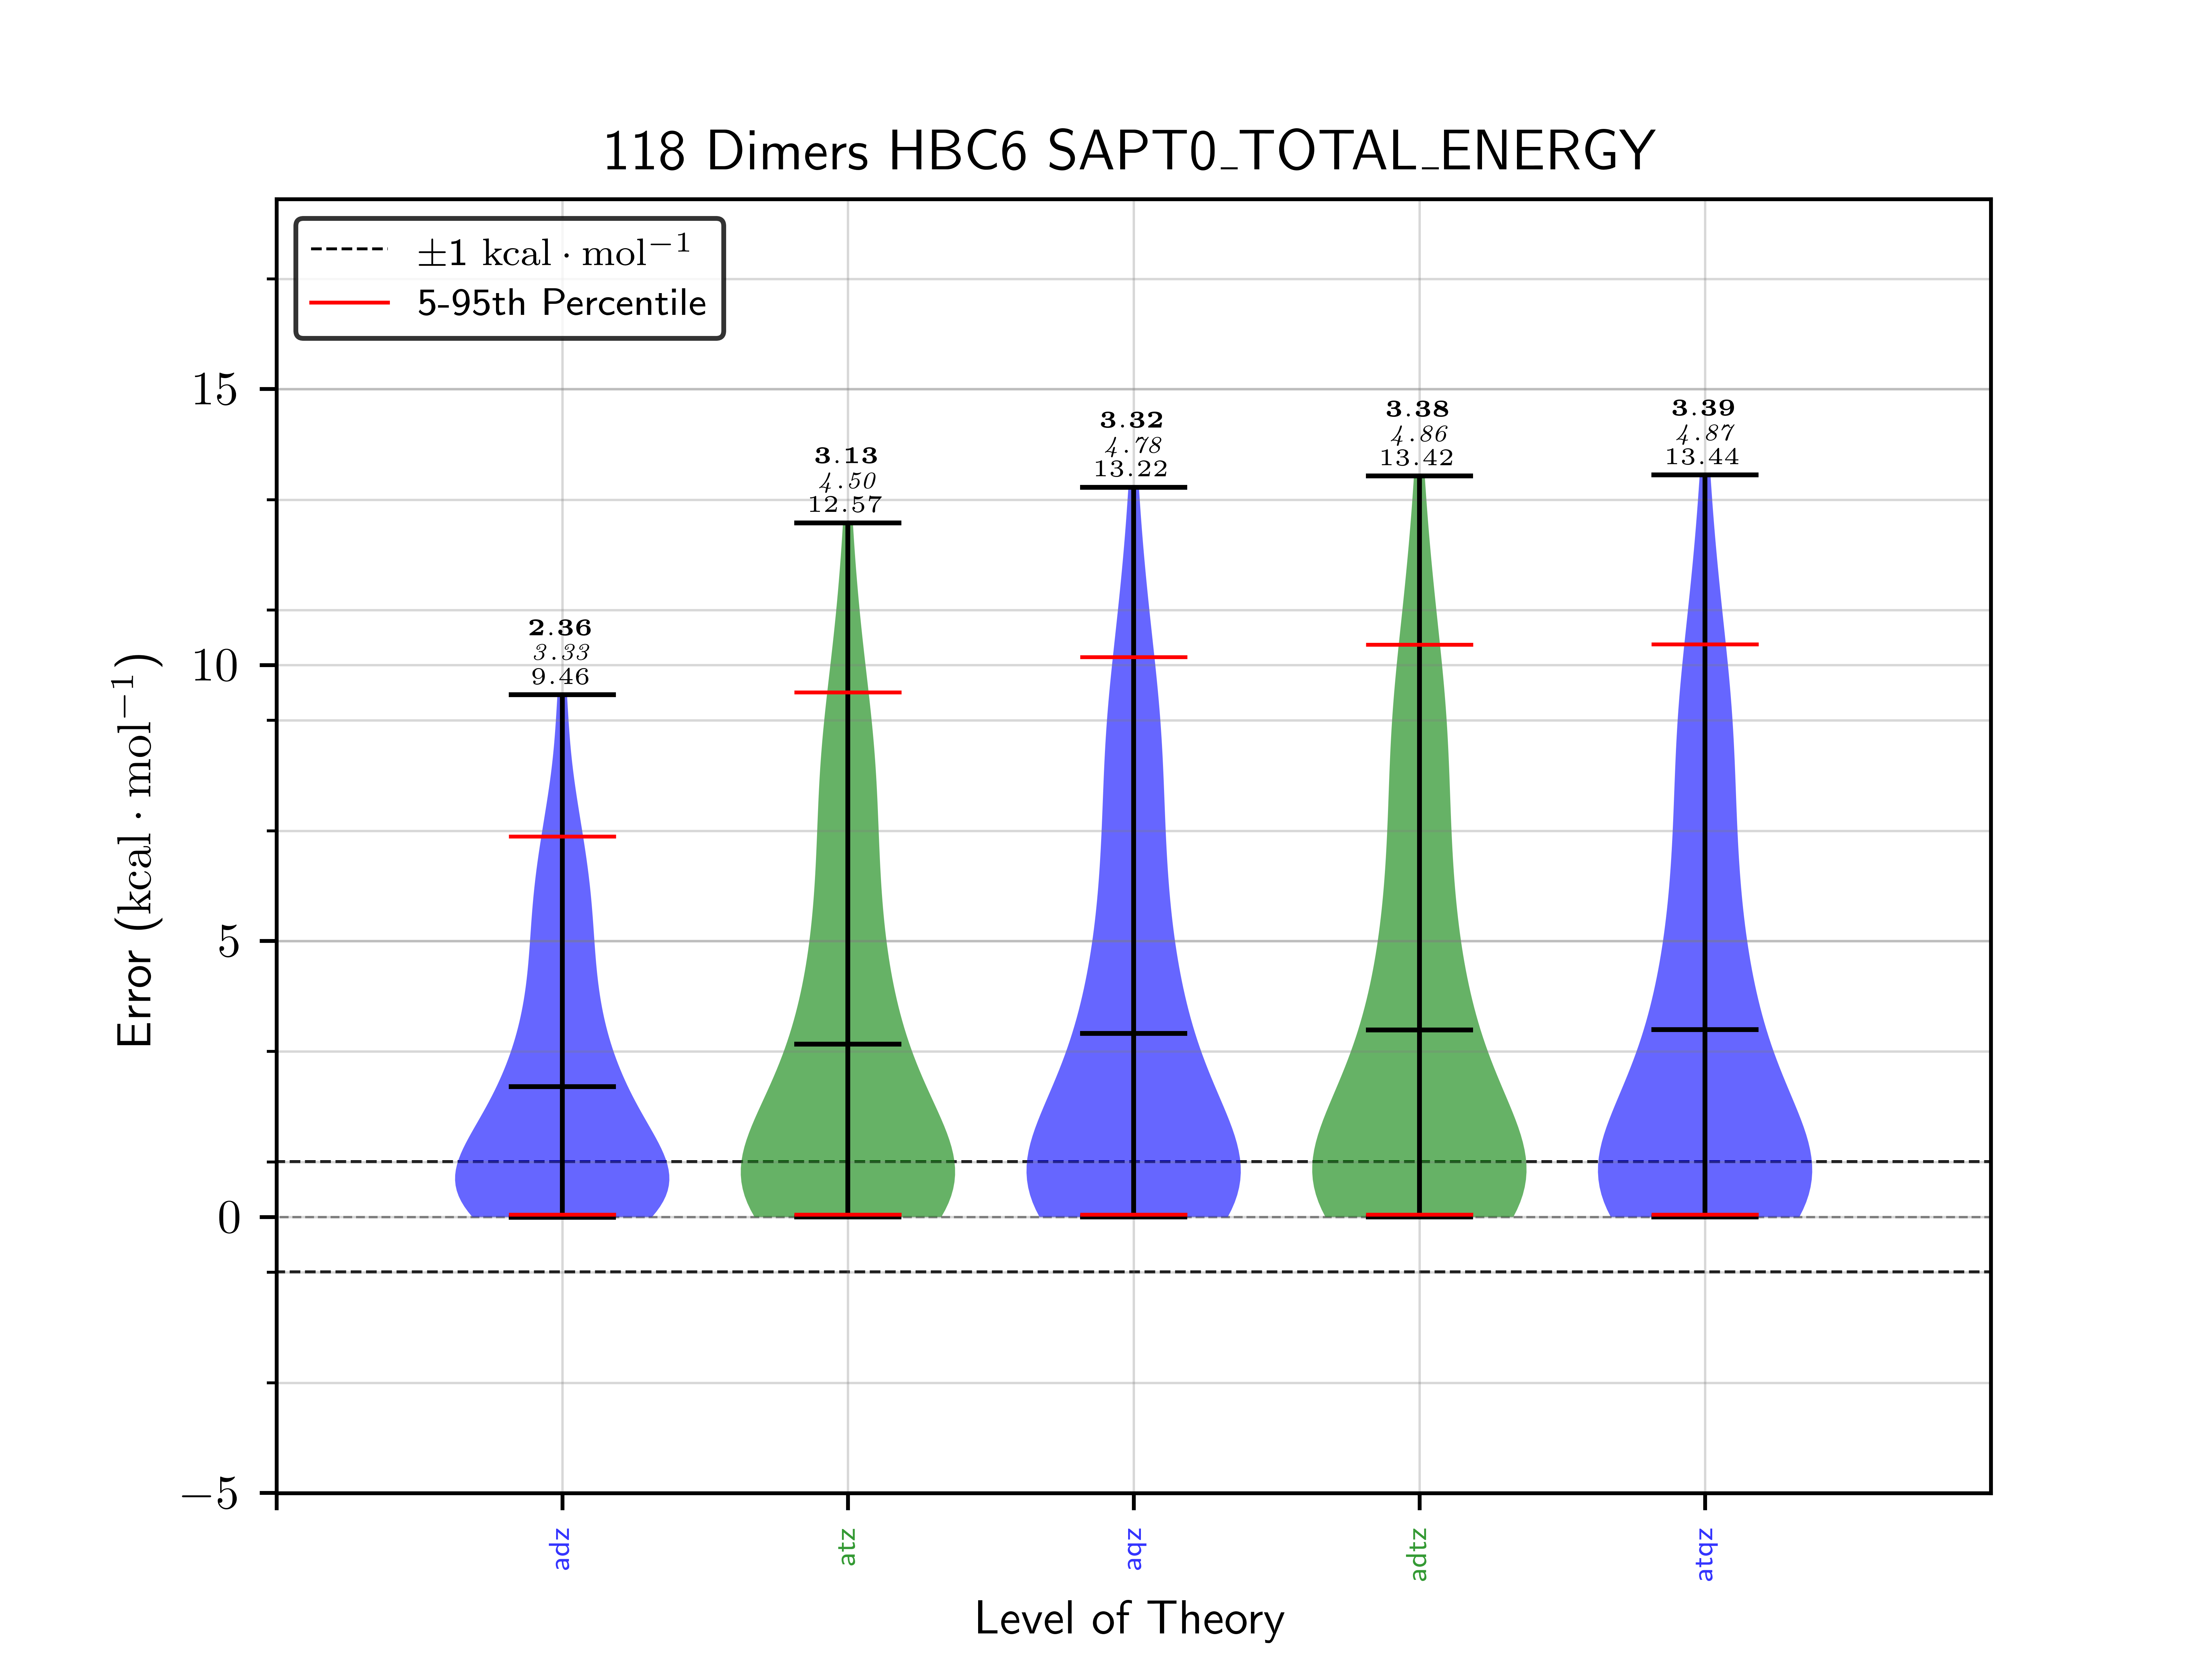 118 Dimers HBC6 SAPT0_TOTAL_ENERGY
±1 kcal · mol⁻¹
5-95th Percentile
15
10
5
0
−5
Error (kcal · mol⁻¹)
2.36
3.33
9.46
3.13
4.50
12.57
3.32
4.78
13.22
3.38
4.86
13.42
3.39
4.87
13.44
adz
atz
aqz
adtz
atqz
Level of Theory